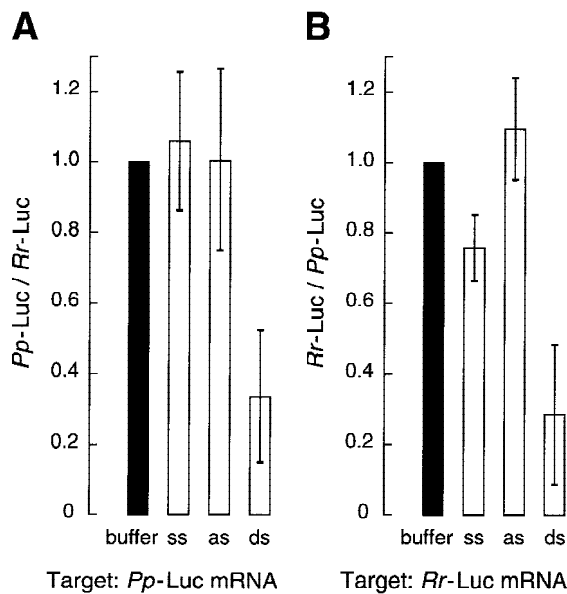 A
Pp-Luc / Rr-Luc
1.2
1.0
0.8
0.6
0.4
0.2
0
buffer ss as ds
Target: Pp-Luc mRNA
B
Rr-Luc / Pp-Luc
1.2
1.0
0.8
0.6
0.4
0.2
0
buffer ss as ds
Target: Rr-Luc mRNA